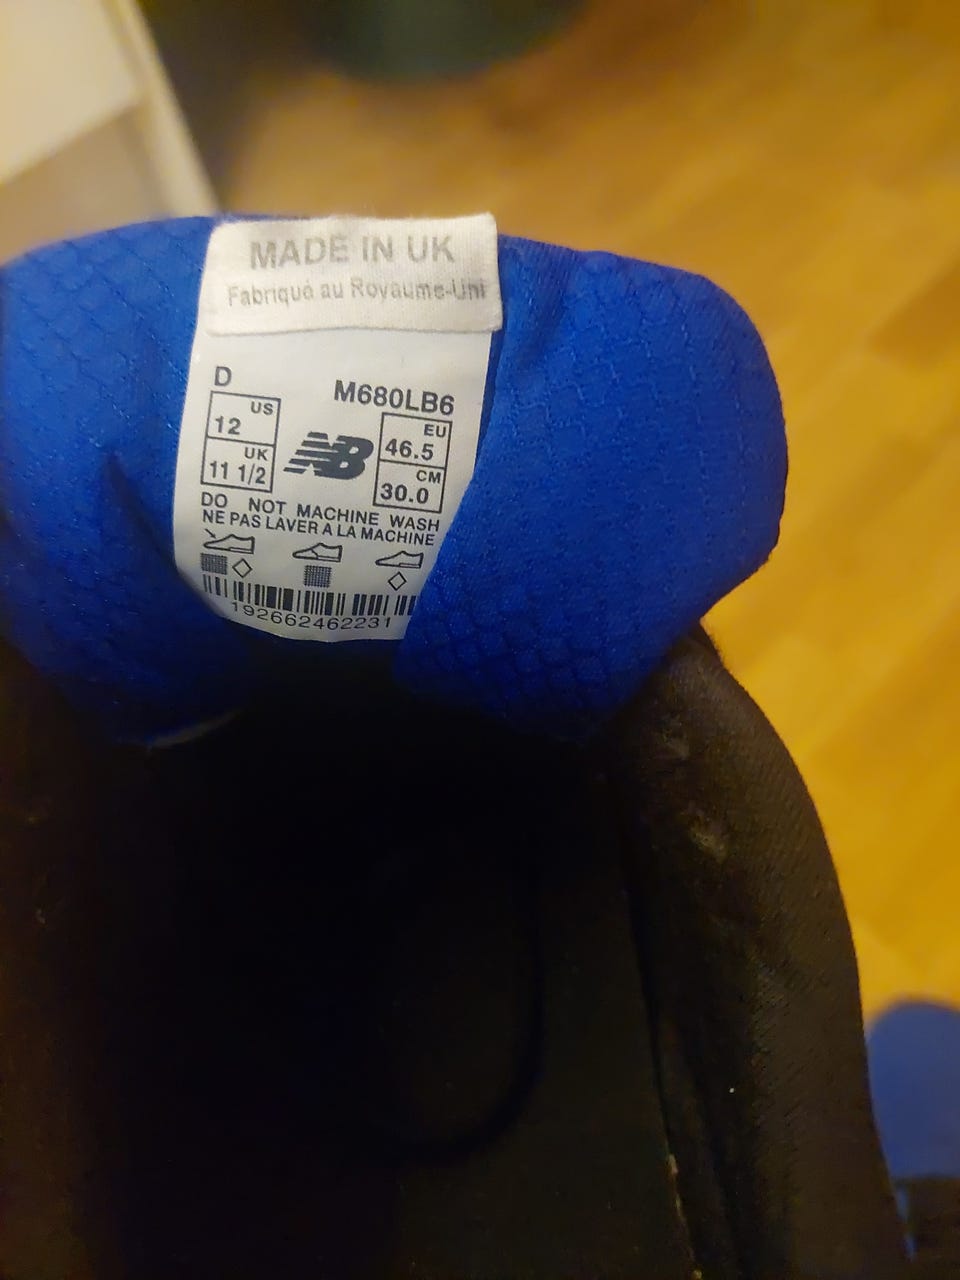 MADE IN UK
Fabriqué au Royaume-Uni
D M680LB6
US EU
12 46.5
UK CM
11 1/2 30.0
NB
DO NOT MACHINE WASH
NE PAS LAVER A LA MACHINE
192662462231